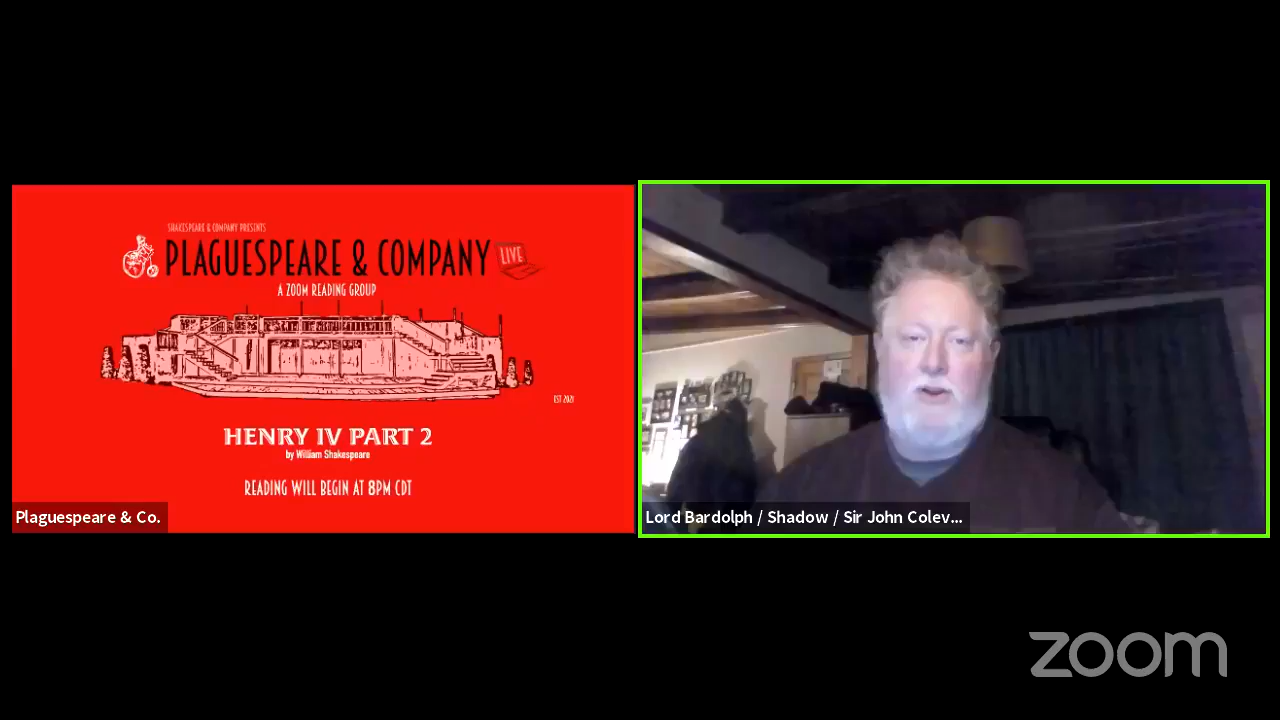 SHAKESPEARE & COMPANY PRESENTS
PLAGUESPEARE & COMPANY LIVE
A ZOOM READING GROUP
EST 2021
HENRY IV PART 2
by William Shakespeare
READING WILL BEGIN AT 8PM CDT
Plaguespeare & Co.
Lord Bardolph / Shadow / Sir John Colev...
zoom